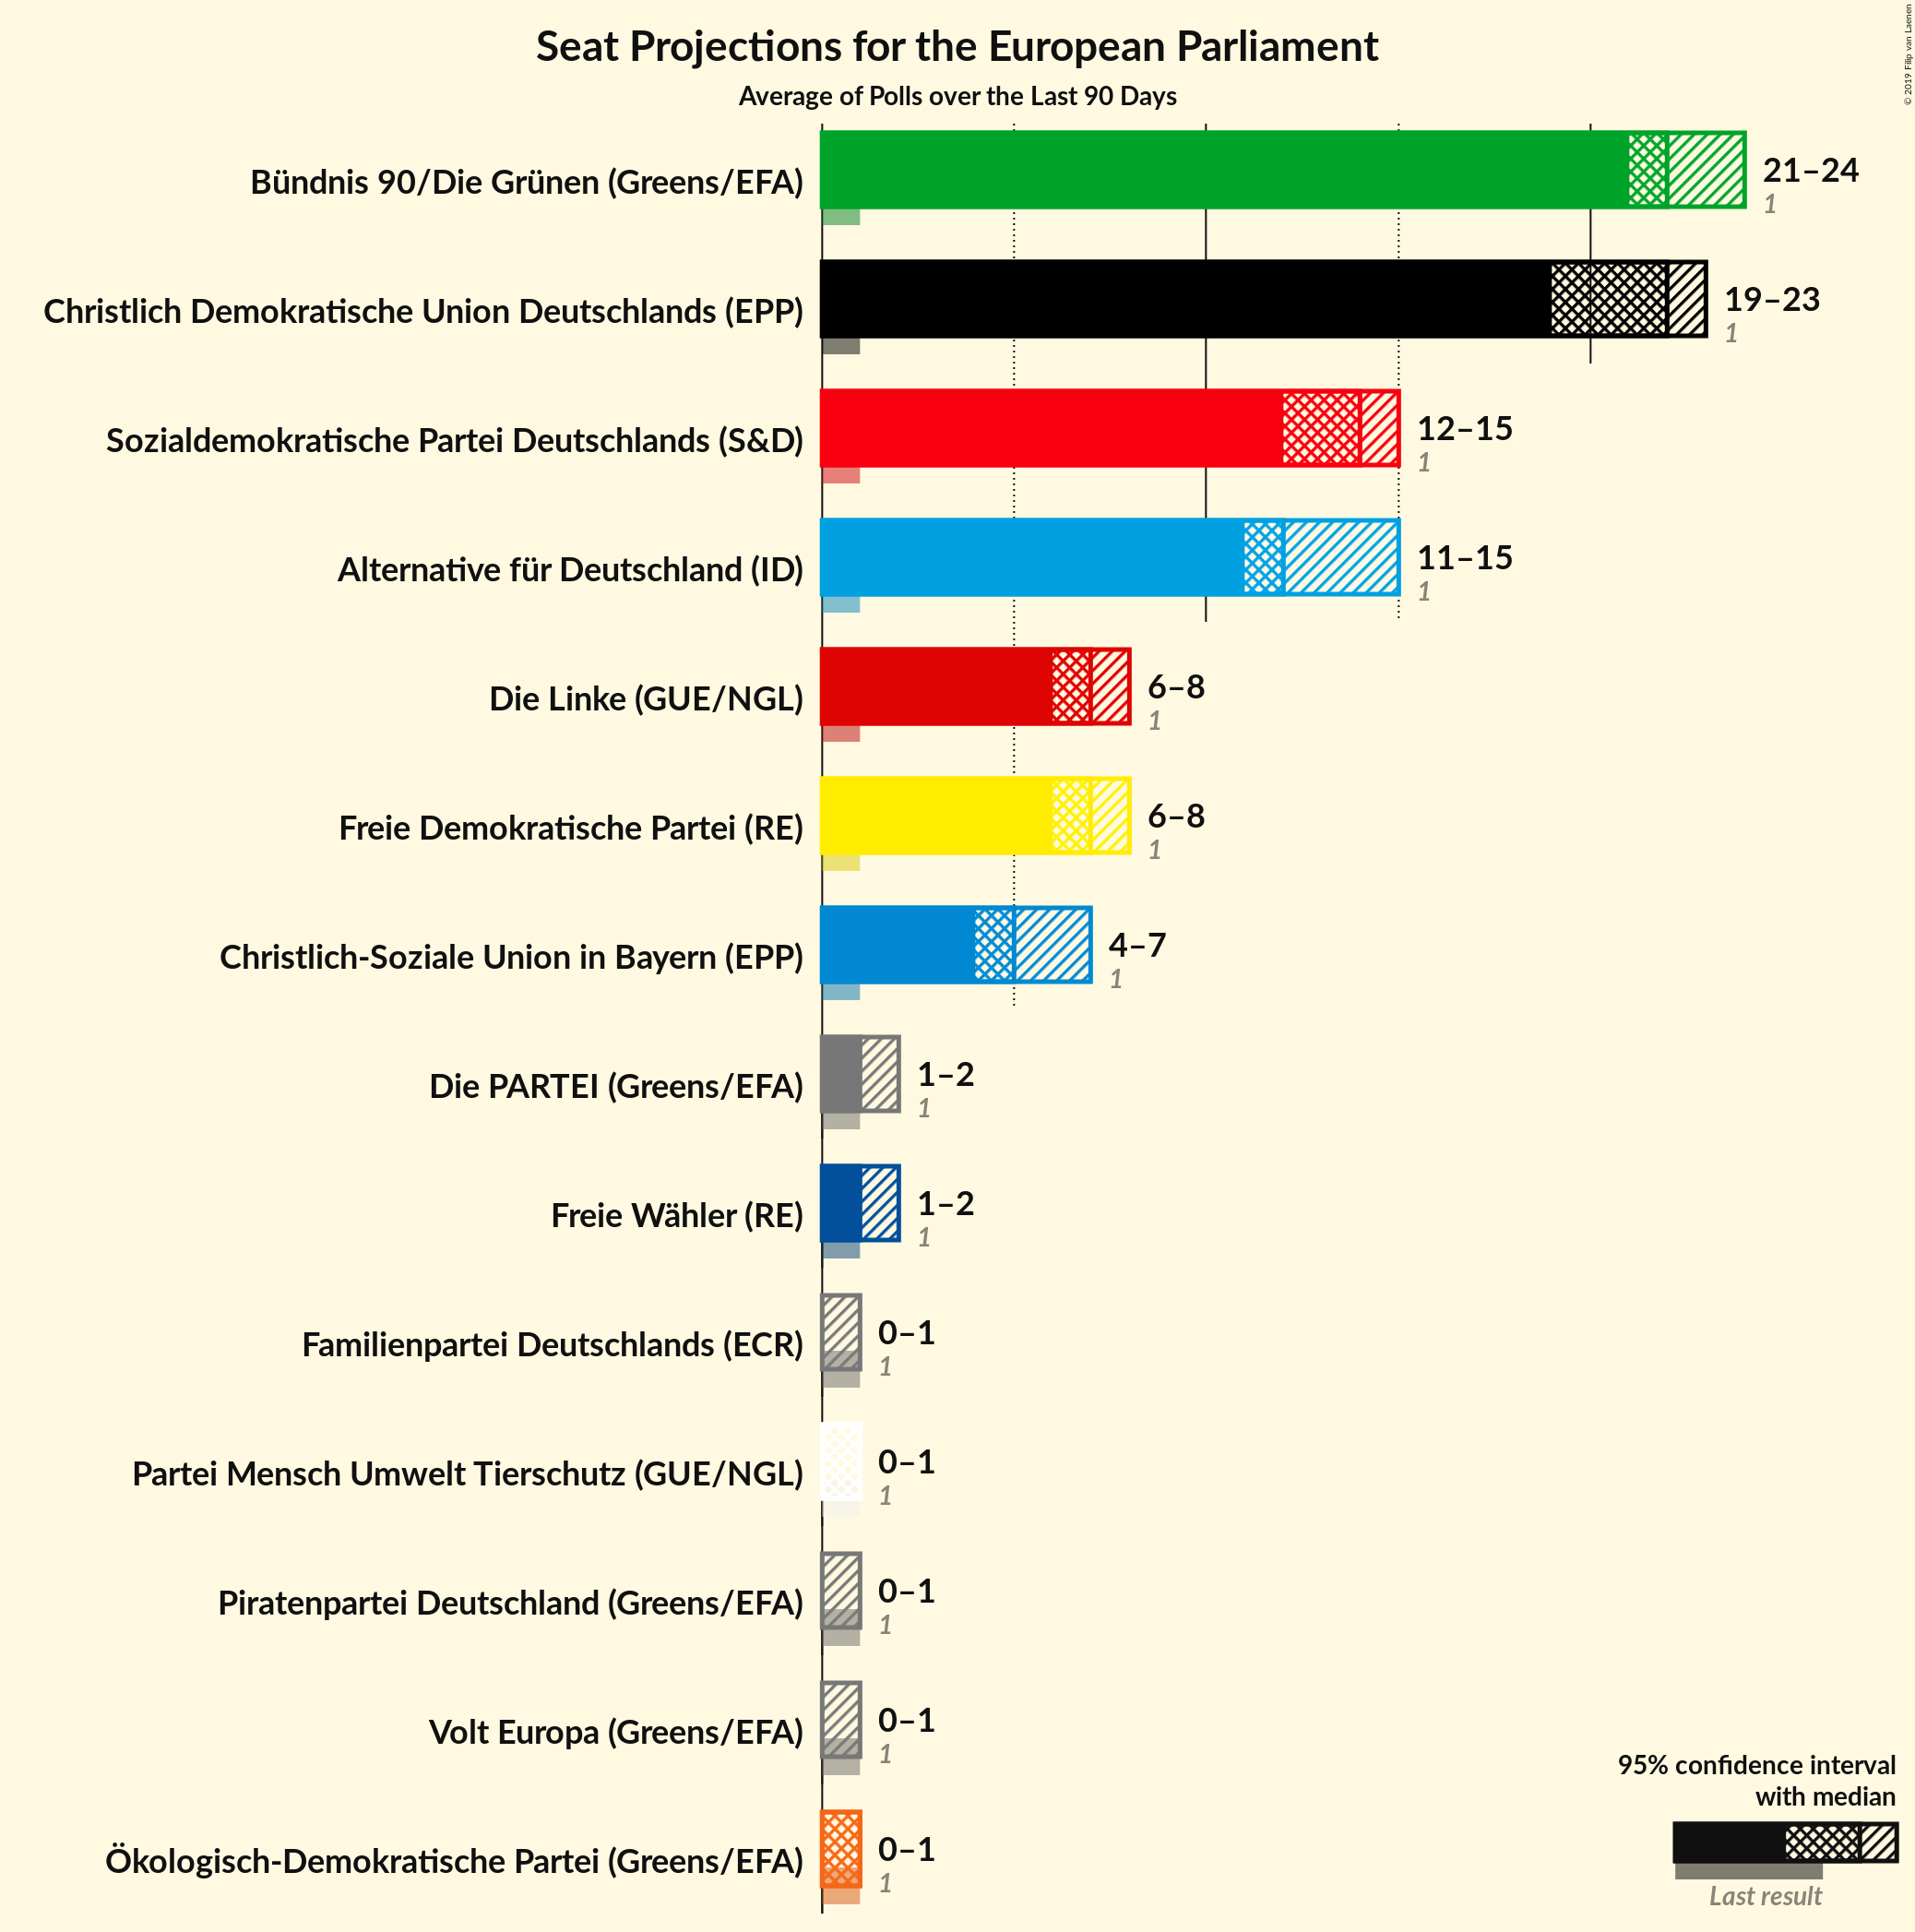 Seat Projections for the European Parliament
Average of Polls over the Last 90 Days
© 2019 Filip van Laenen
Bündnis 90/Die Grünen (Greens/EFA)
21–24
1
Christlich Demokratische Union Deutschlands (EPP)
19–23
1
Sozialdemokratische Partei Deutschlands (S&D)
12–15
1
Alternative für Deutschland (ID)
11–15
1
Die Linke (GUE/NGL)
6–8
1
Freie Demokratische Partei (RE)
6–8
1
Christlich-Soziale Union in Bayern (EPP)
4–7
1
Die PARTEI (Greens/EFA)
1–2
1
Freie Wähler (RE)
1–2
1
Familienpartei Deutschlands (ECR)
0–1
1
Partei Mensch Umwelt Tierschutz (GUE/NGL)
0–1
1
Piratenpartei Deutschland (Greens/EFA)
0–1
1
Volt Europa (Greens/EFA)
0–1
1
Ökologisch-Demokratische Partei (Greens/EFA)
0–1
1
95% confidence interval
with median
Last result